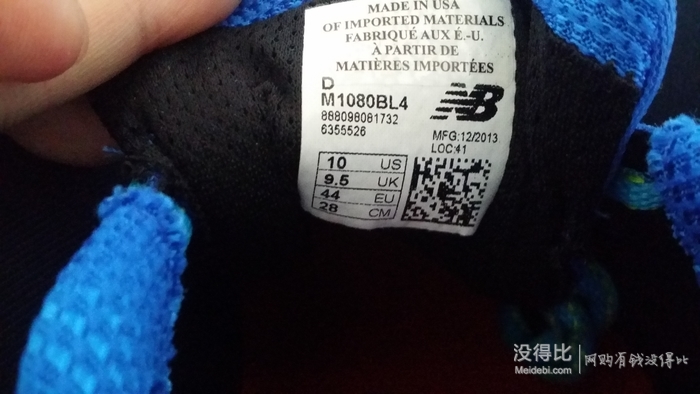 MADE IN USA
OF IMPORTED MATERIALS
FABRIQUÉ AUX É.-U.
À PARTIR DE
MATIÈRES IMPORTÉES
D
M1080BL4
888098081732
6355526
NB
MFG:12/2013
LOC:41
10 US
9.5 UK
44 EU
28 CM
没得比 网购有钱没得比
Meidebi.com